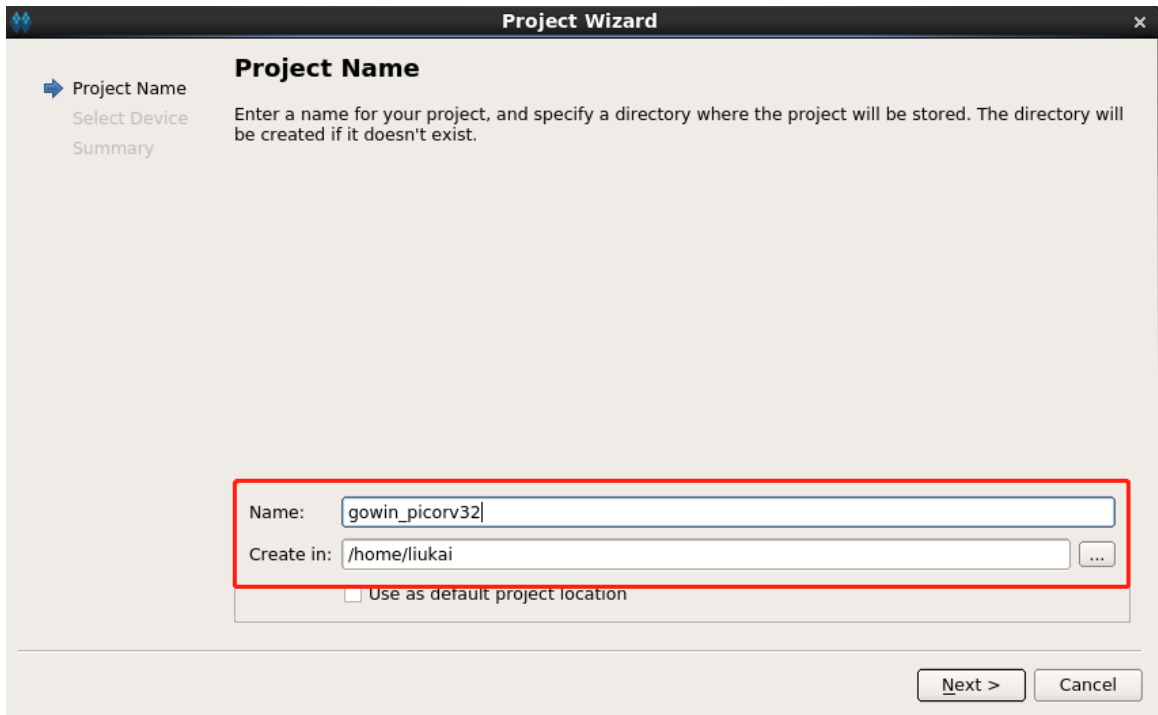 Project Wizard
Project Name
Select Device
Summary
Project Name
Enter a name for your project, and specify a directory where the project will be stored. The directory will
be created if it doesn't exist.
Name: gowin_picorv32
Create in: /home/liukai ...
Use as default project location
Next > Cancel